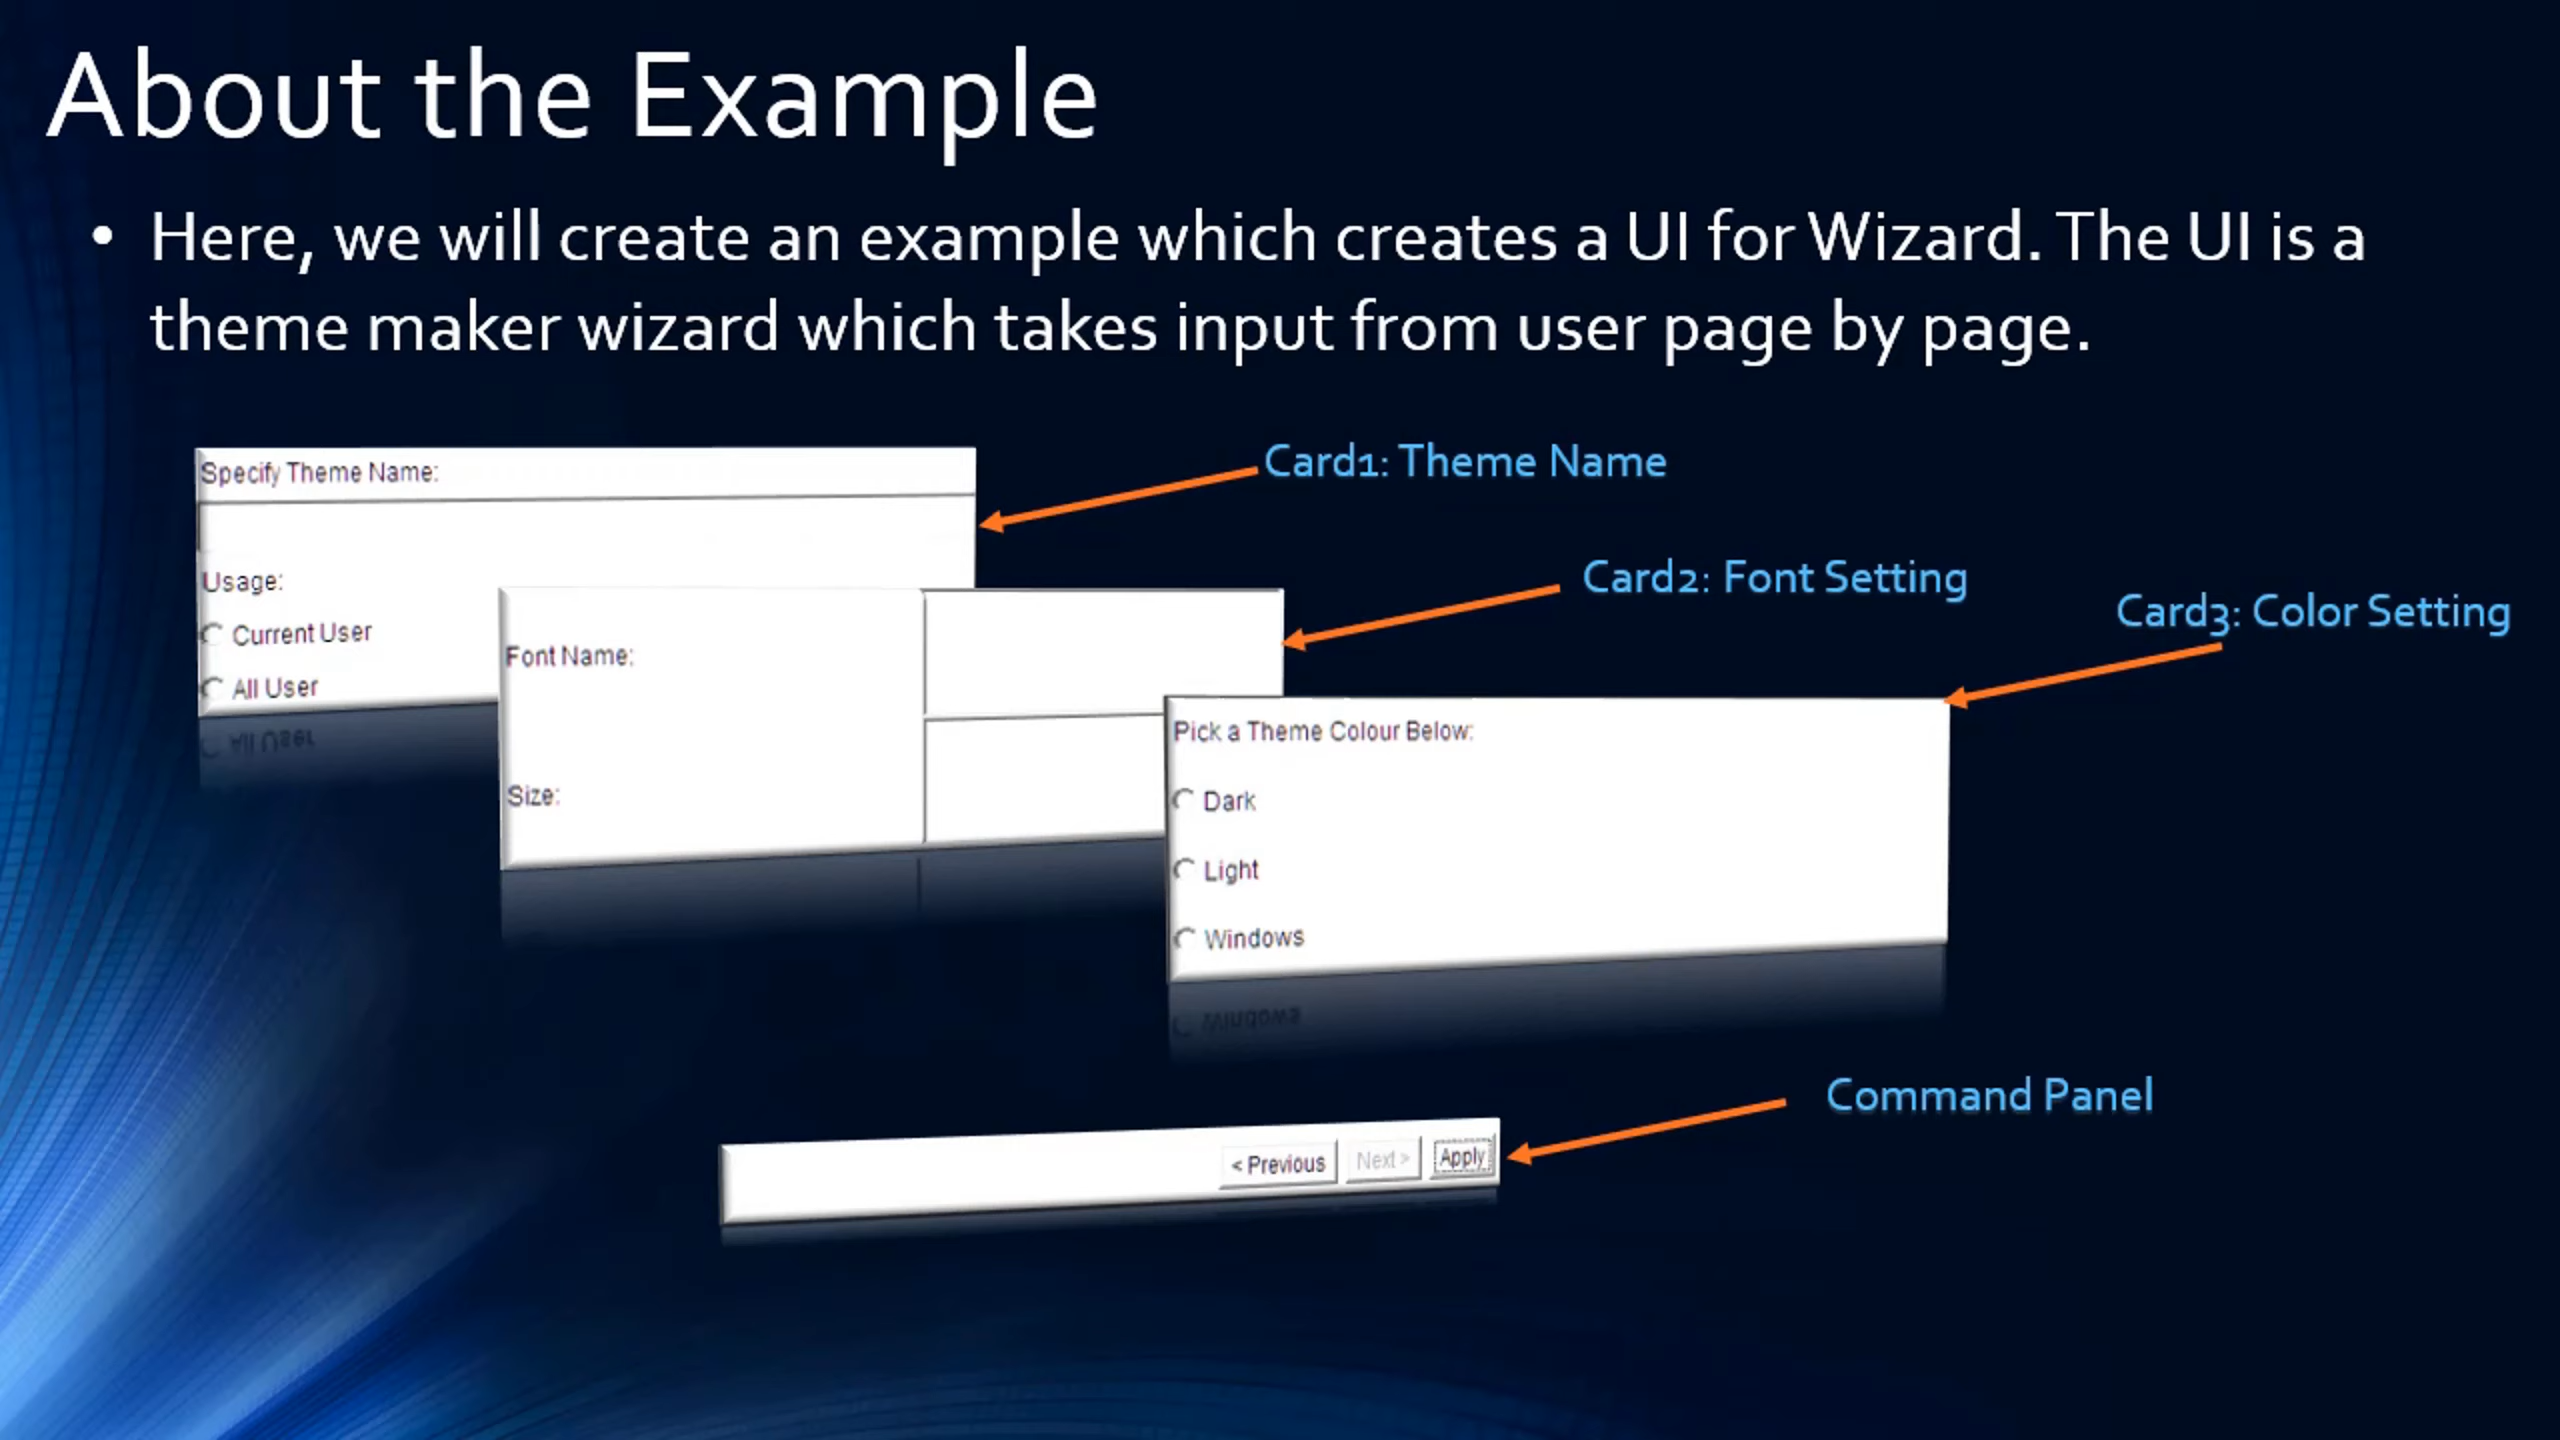 About the Example
• Here, we will create an example which creates a UI for Wizard. The UI is a
theme maker wizard which takes input from user page by page.
Specify Theme Name:
Usage:
Current User
All User
Card1: Theme Name
Font Name:
Size:
Card2: Font Setting
Pick a Theme Colour Below:
Dark
Light
Windows
Card3: Color Setting
< Previous Next > Apply
Command Panel